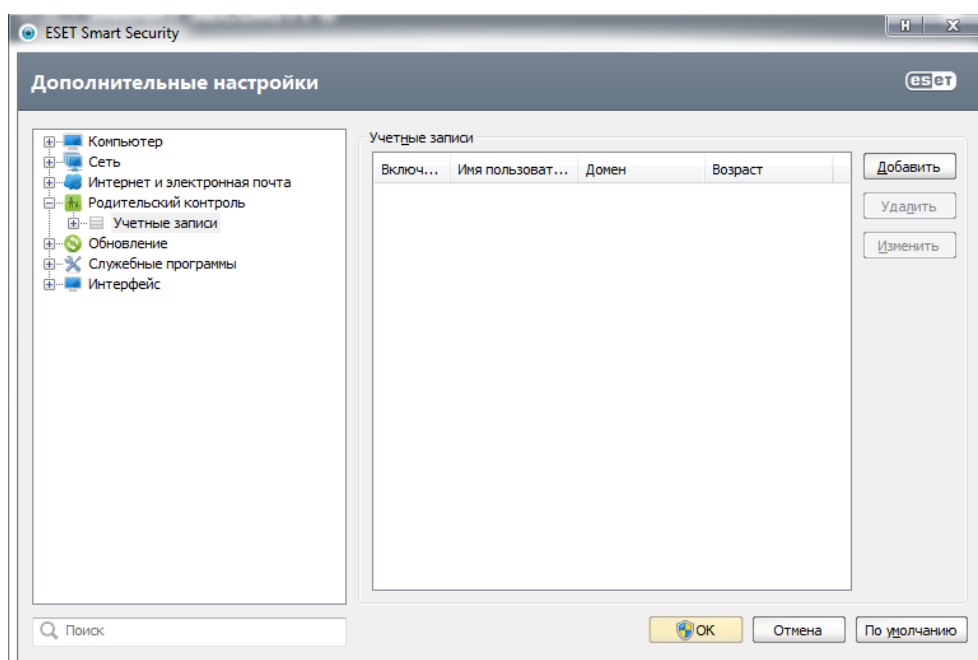 ESET Smart Security
Дополнительные настройки
eset
Компьютер
Сеть
Интернет и электронная почта
Родительский контроль
Учетные записи
Обновление
Служебные программы
Интерфейс
Поиск
Учетные записи
Включ... Имя пользоват... Домен Возраст
Добавить
Удалить
Изменить
ОК Отмена По умолчанию